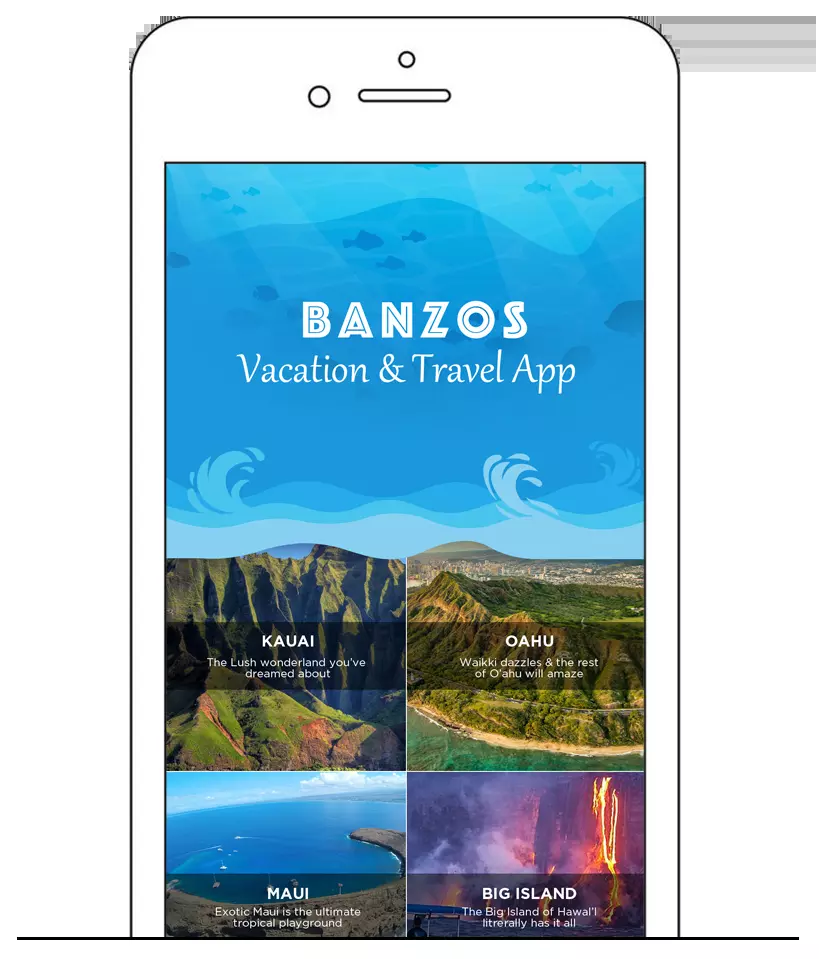 BANZOS
Vacation & Travel App
KAUAI
The Lush wonderland you've
dreamed about
OAHU
Waikki dazzles & the rest
of O'ahu will amaze
MAUI
Exotic Maui is the ultimate
tropical playground
BIG ISLAND
The Big Island of Hawal'l
litrerally has it all